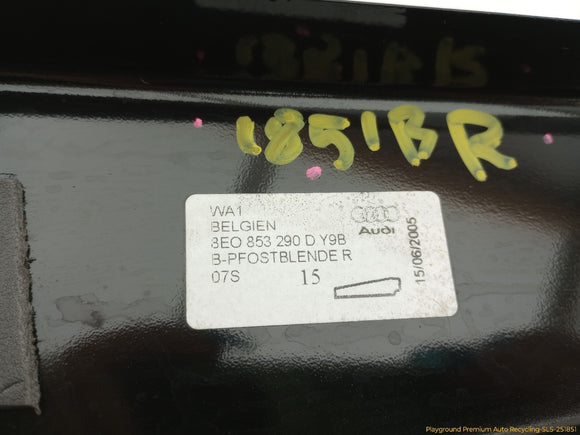 1851BR
WA1
BELGIEN
8E0 853 290 D Y9B
B-PFOSTBLENDE R
07S 15
Audi
15/06/2005
Playground Premium Auto Recycling-SLS-251851